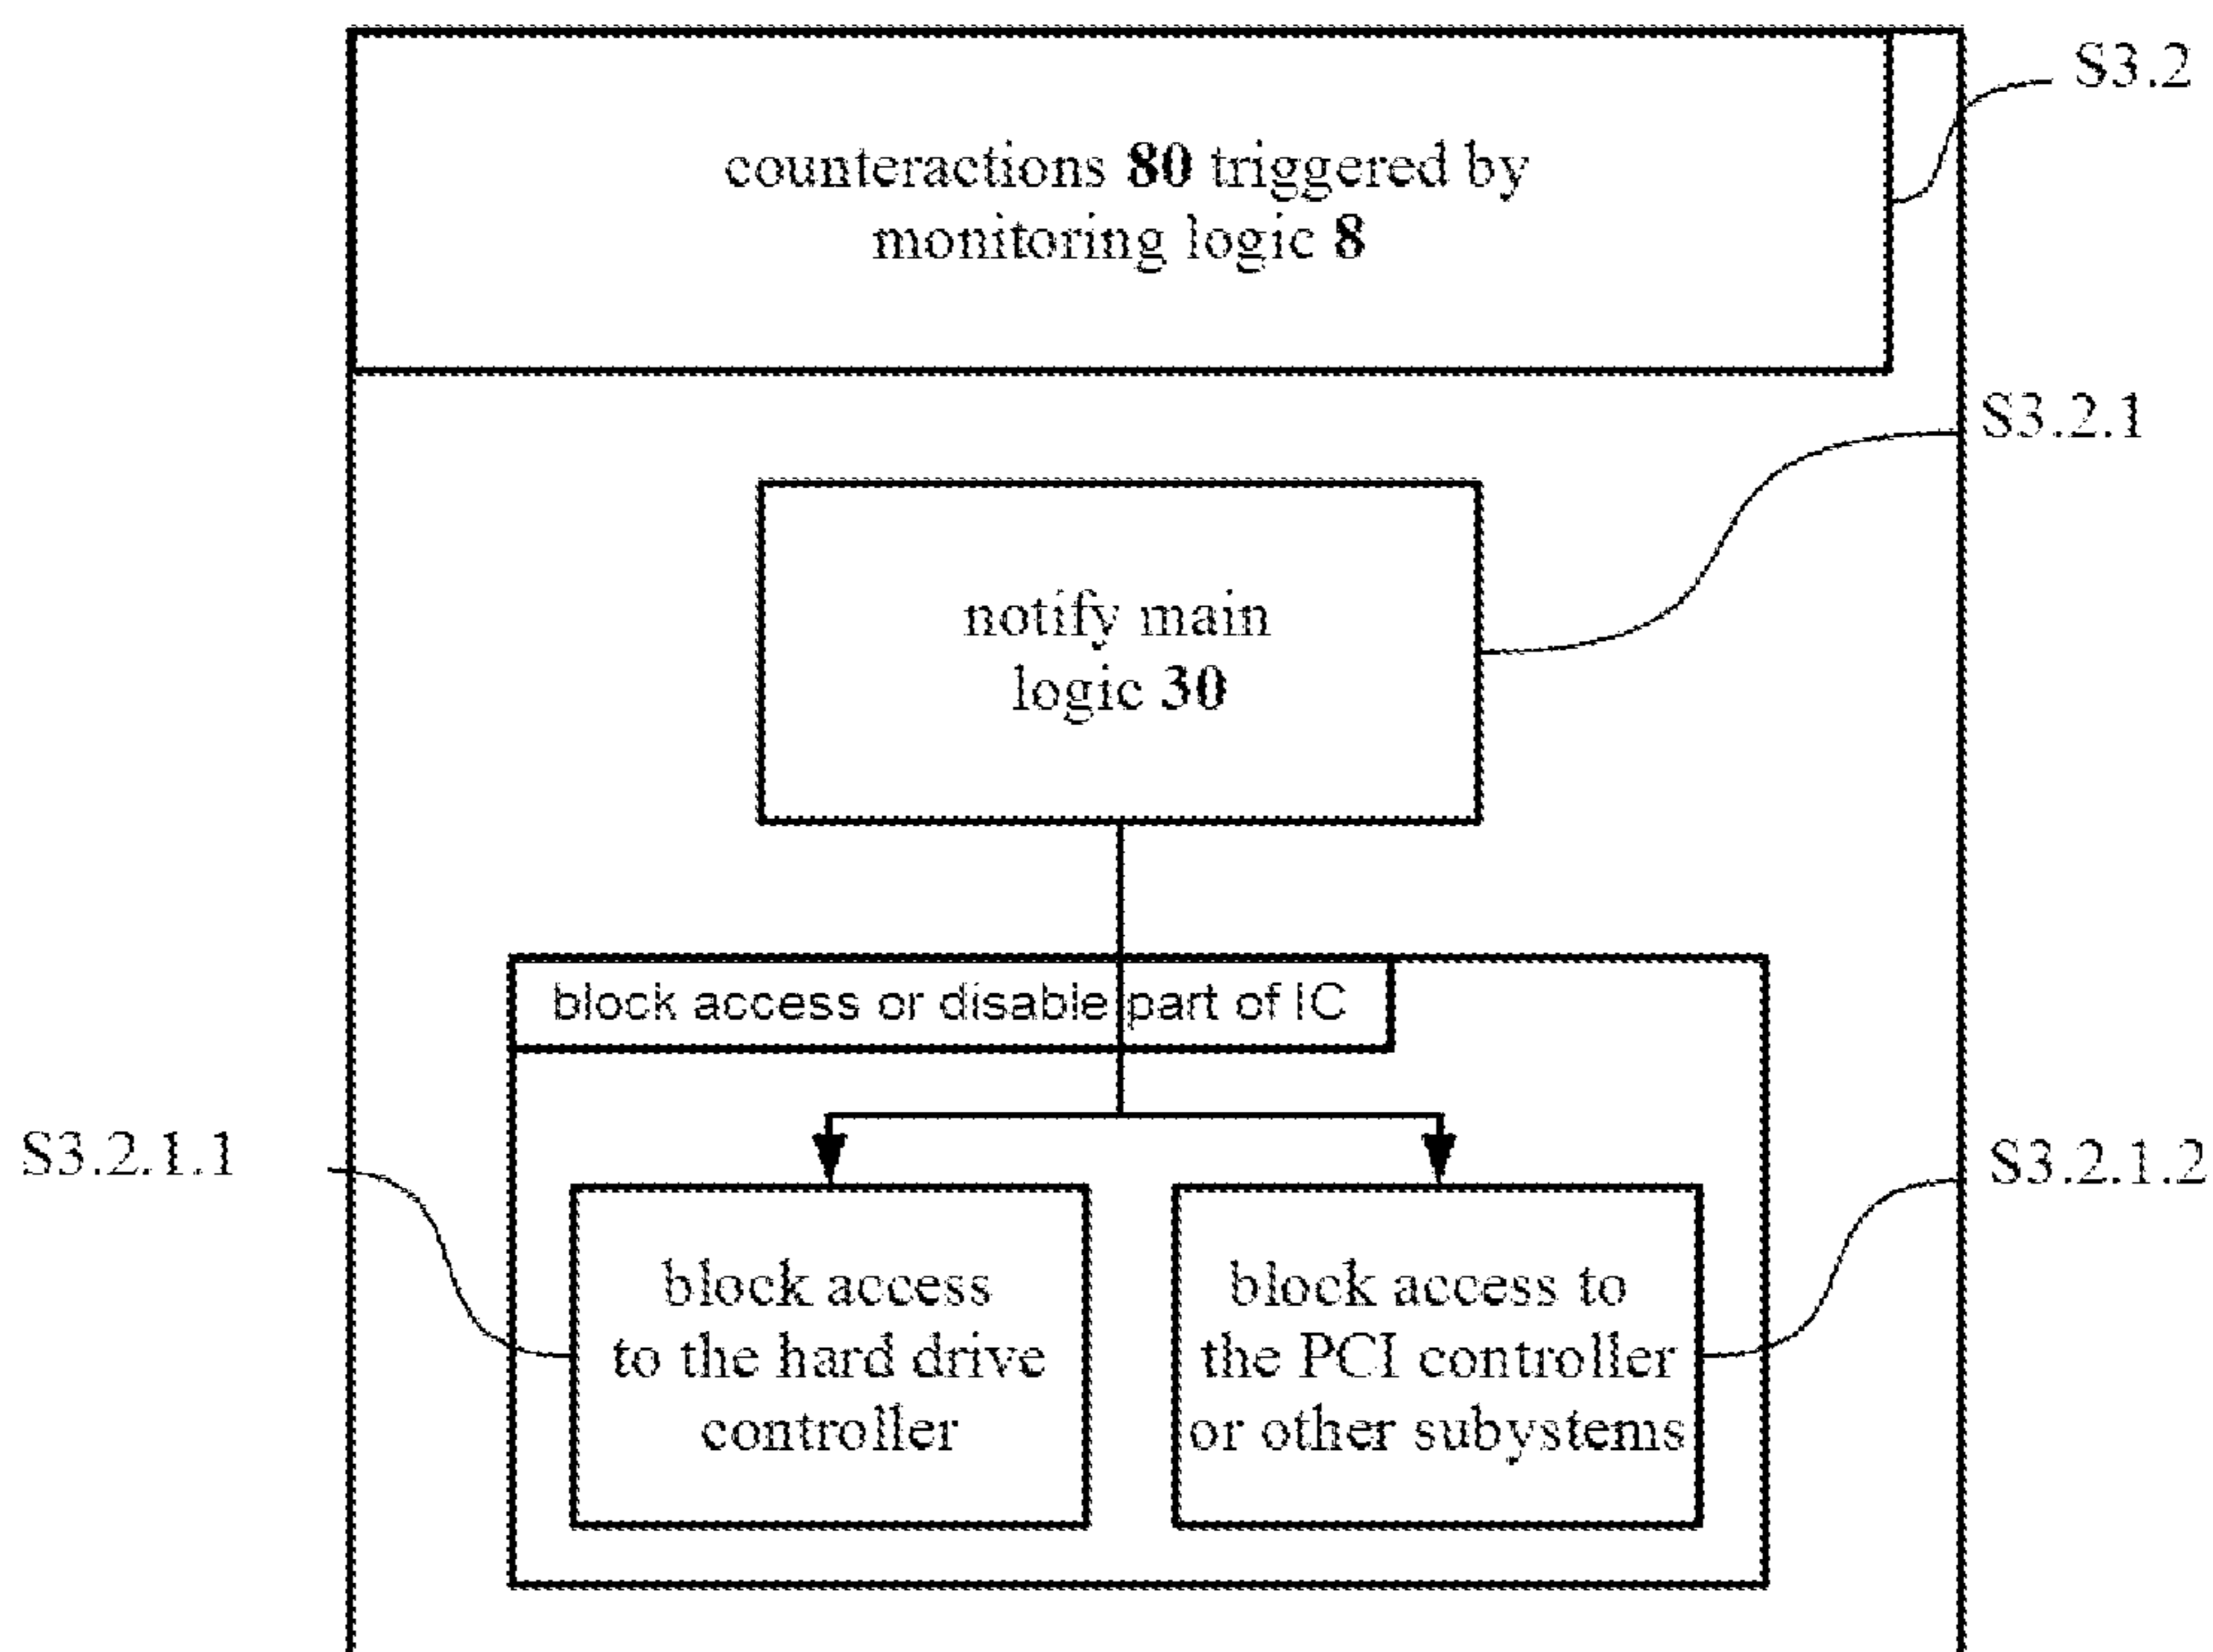 S3.2
counteractions 80 triggered by
monitoring logic 8
S3.2.1
notify main
logic 30
block access or disable part of IC
S3.2.1.1
S3.2.1.2
block access
to the hard drive
controller
block access to
the PCI controller
or other subystems